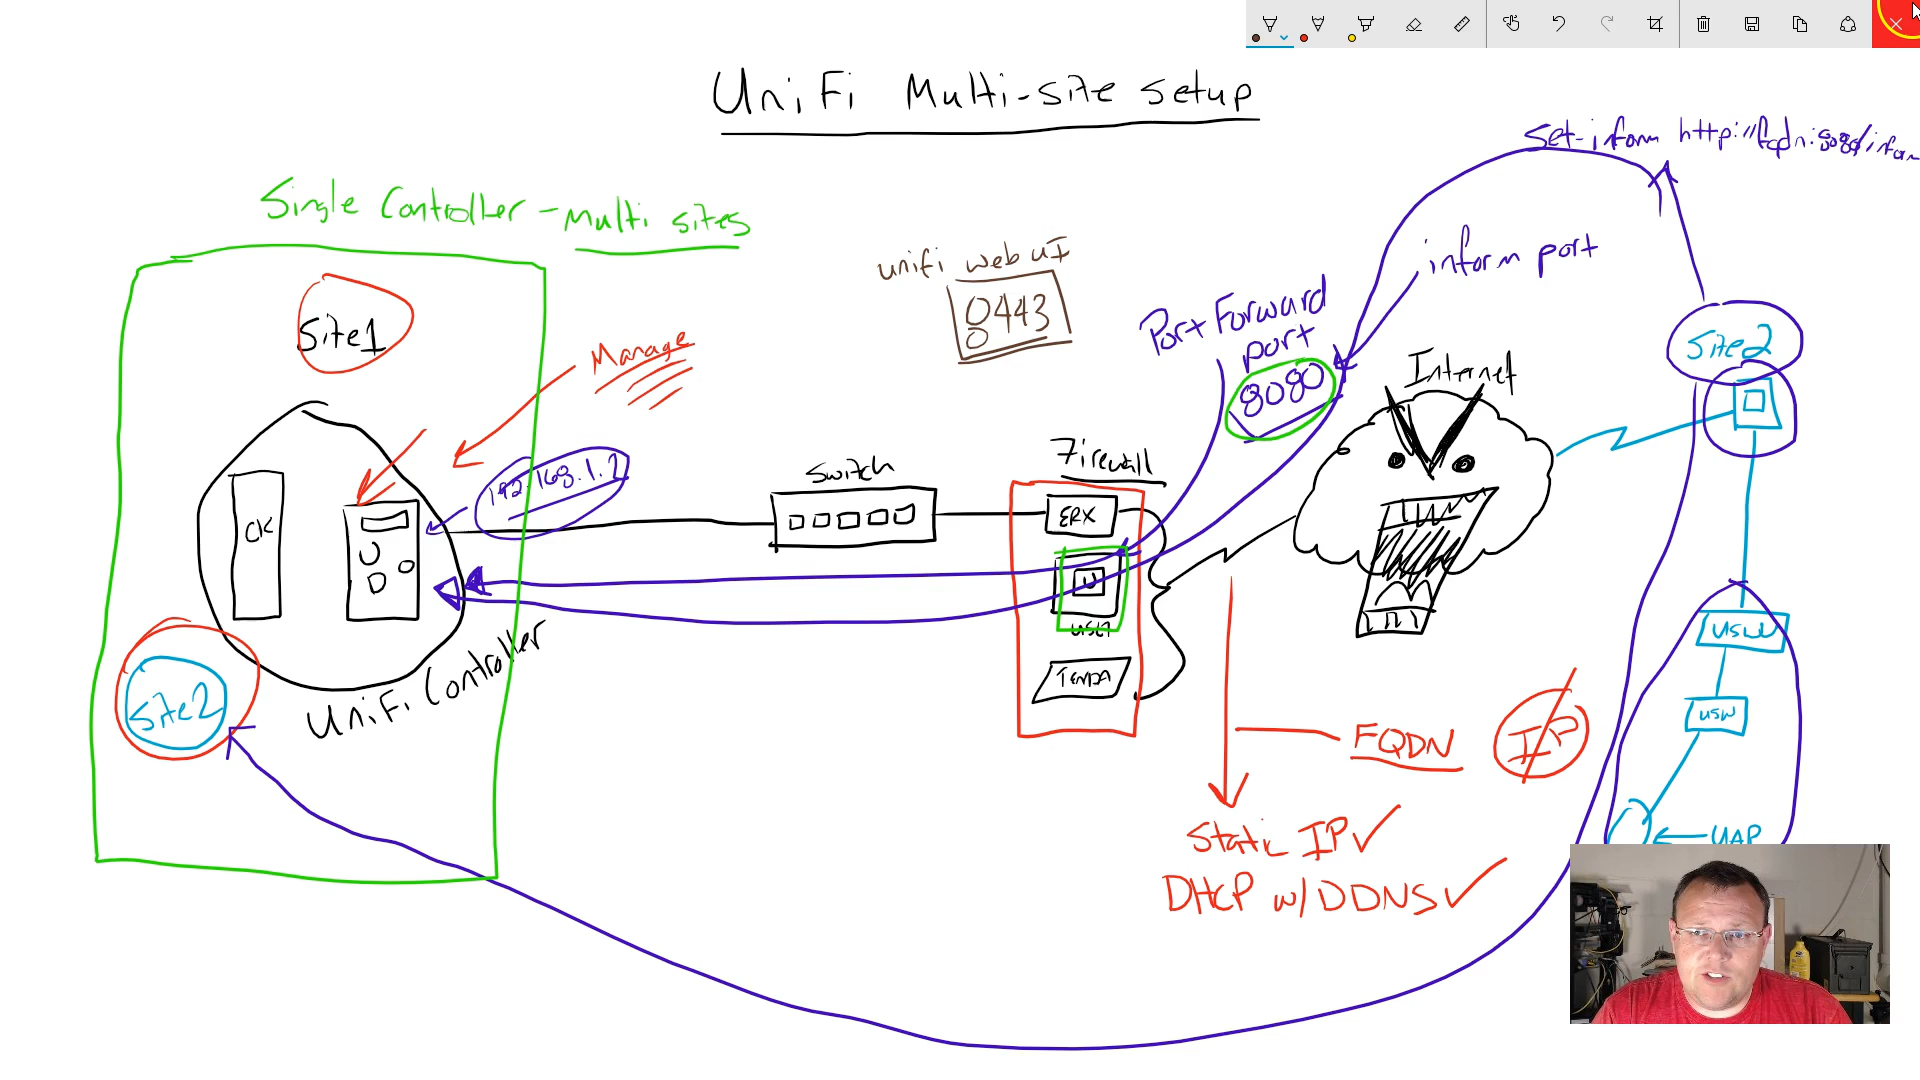 UniFi Multi-site setup
set-inform http://fqdn:8080/inform
Single Controller - Multi sites
unifi web UI
8443
inform port
Port Forward
port
8080
Site1
Manage
Site2
Internet
Firewall
Switch
192.168.1.2
CK
ERX
U
USG
USW
TENDA
USW
Site2
UniFi Controller
FQDN
IP
Static IP ✓
UAP
DHCP w/DDNS ✓